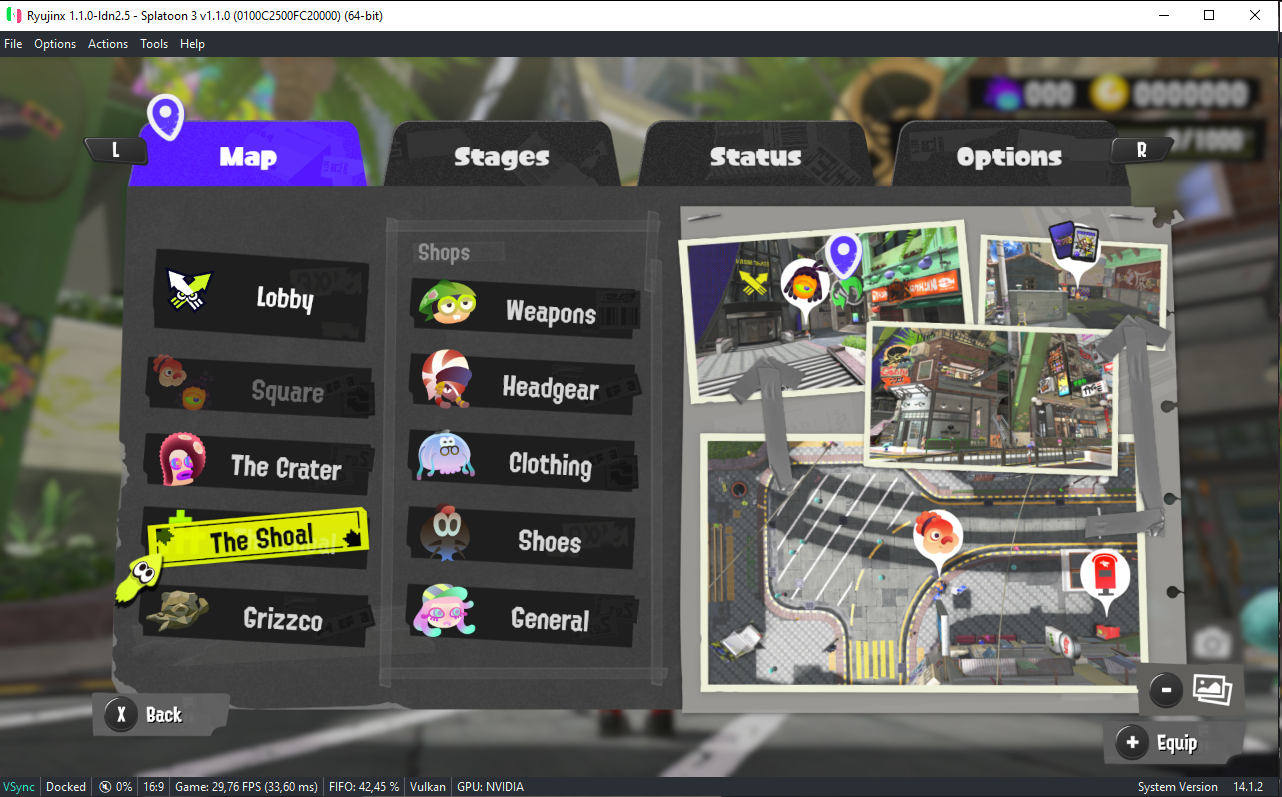 Ryujinx 1.1.0-ldn2.5 - Splatoon 3 v1.1.0 (0100C2500FC20000) (64-bit)
File Options Actions Tools Help
000 0000000
/1000
L Map Stages Status Options R
Shops
Lobby
Square
The Crater
The Shoal
Grizzco
Weapons
Headgear
Clothing
Shoes
General
X Back
-
+ Equip
VSync Docked 0% 16:9 Game: 29,76 FPS (33,60 ms) FIFO: 42,45 % Vulkan GPU: NVIDIA System Version 14.1.2